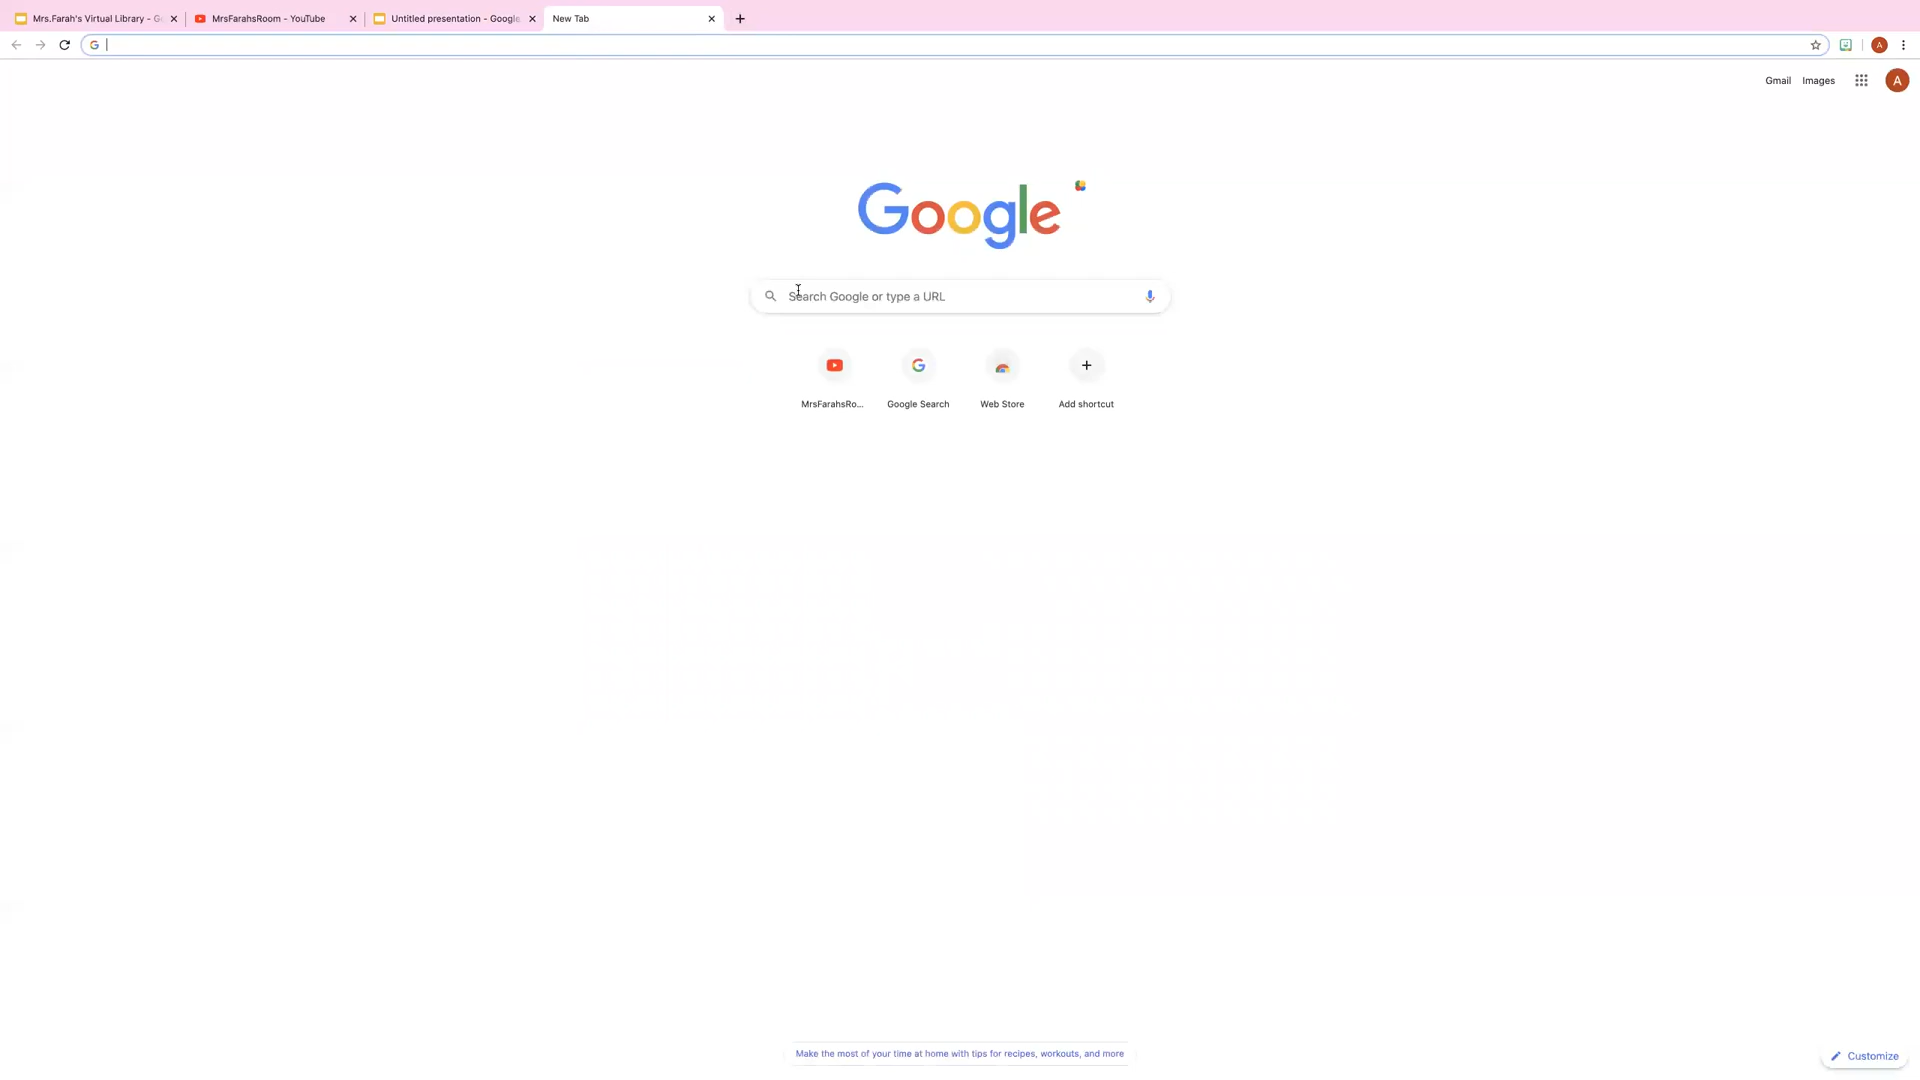 Mrs.Farah's Virtual Library - G
MrsFarahsRoom - YouTube
Untitled presentation - Google
New Tab
A
Gmail
Images
A
Google
Search Google or type a URL
MrsFarahsRo...
Google Search
Web Store
Add shortcut
Make the most of your time at home with tips for recipes, workouts, and more
Customize